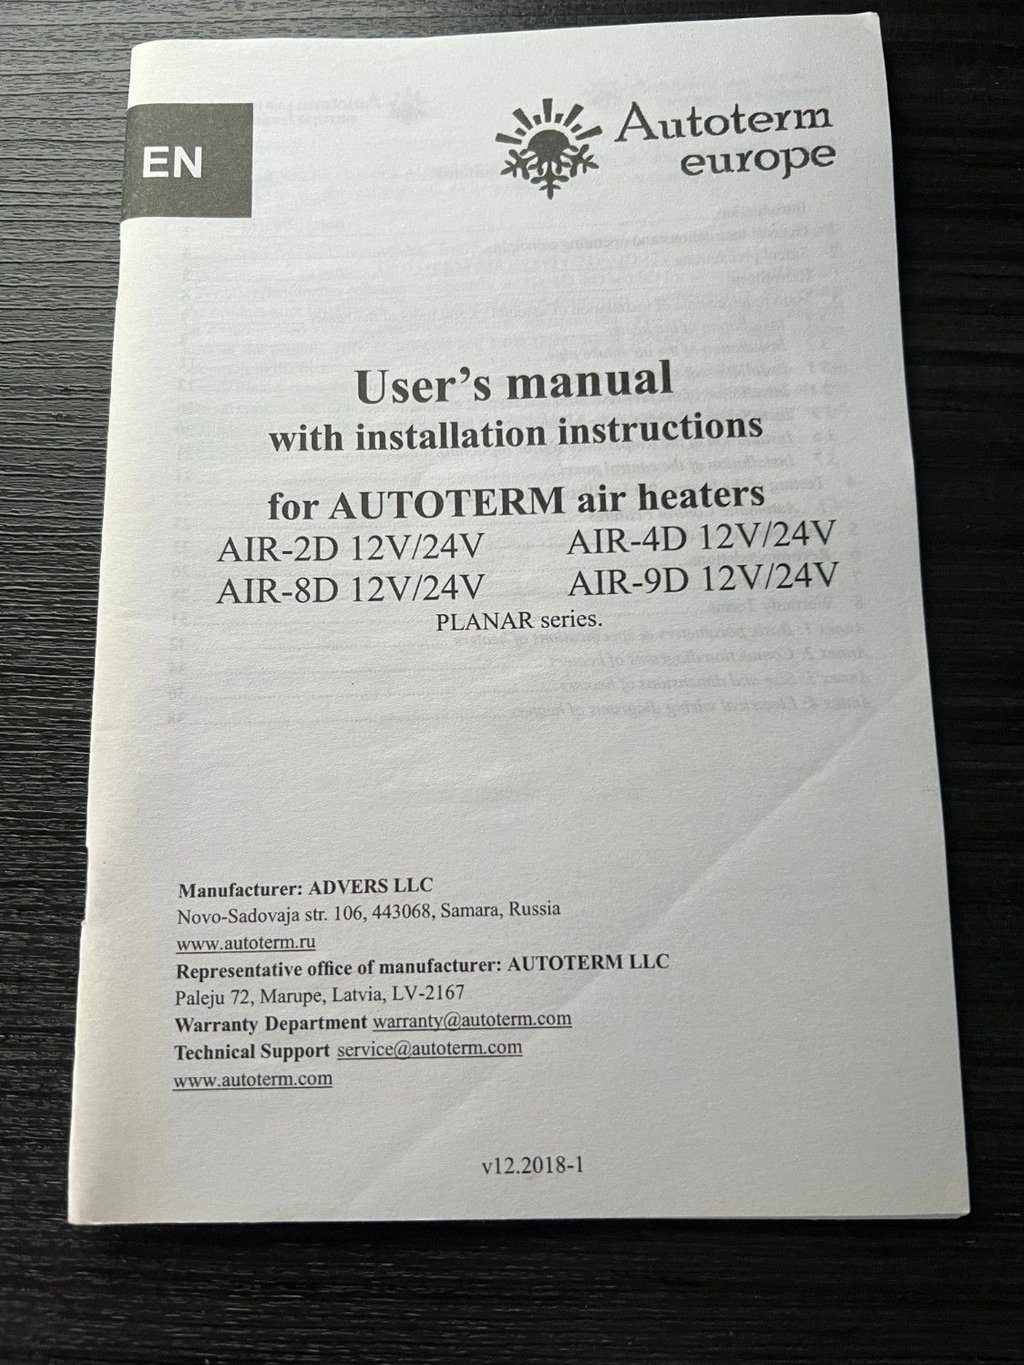 EN
Autoterm
europe
User's manual
with installation instructions
for AUTOTERM air heaters
AIR-2D 12V/24V AIR-4D 12V/24V
AIR-8D 12V/24V AIR-9D 12V/24V
PLANAR series.
Manufacturer: ADVERS LLC
Novo-Sadovaja str. 106, 443068, Samara, Russia
www.autoterm.ru
Representative office of manufacturer: AUTOTERM LLC
Paleju 72, Marupe, Latvia, LV-2167
Warranty Department warranty@autoterm.com
Technical Support service@autoterm.com
www.autoterm.com
v12.2018-1